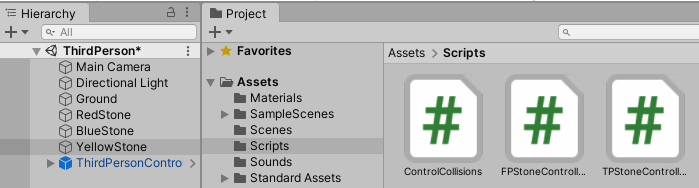 Hierarchy
All
ThirdPerson*
Main Camera
Directional Light
Ground
RedStone
BlueStone
YellowStone
ThirdPersonContro
Project
Favorites
Assets
Materials
SampleScenes
Scenes
Scripts
Sounds
Standard Assets
Assets > Scripts
ControlCollisions
FPStoneControll...
TPStoneControll...